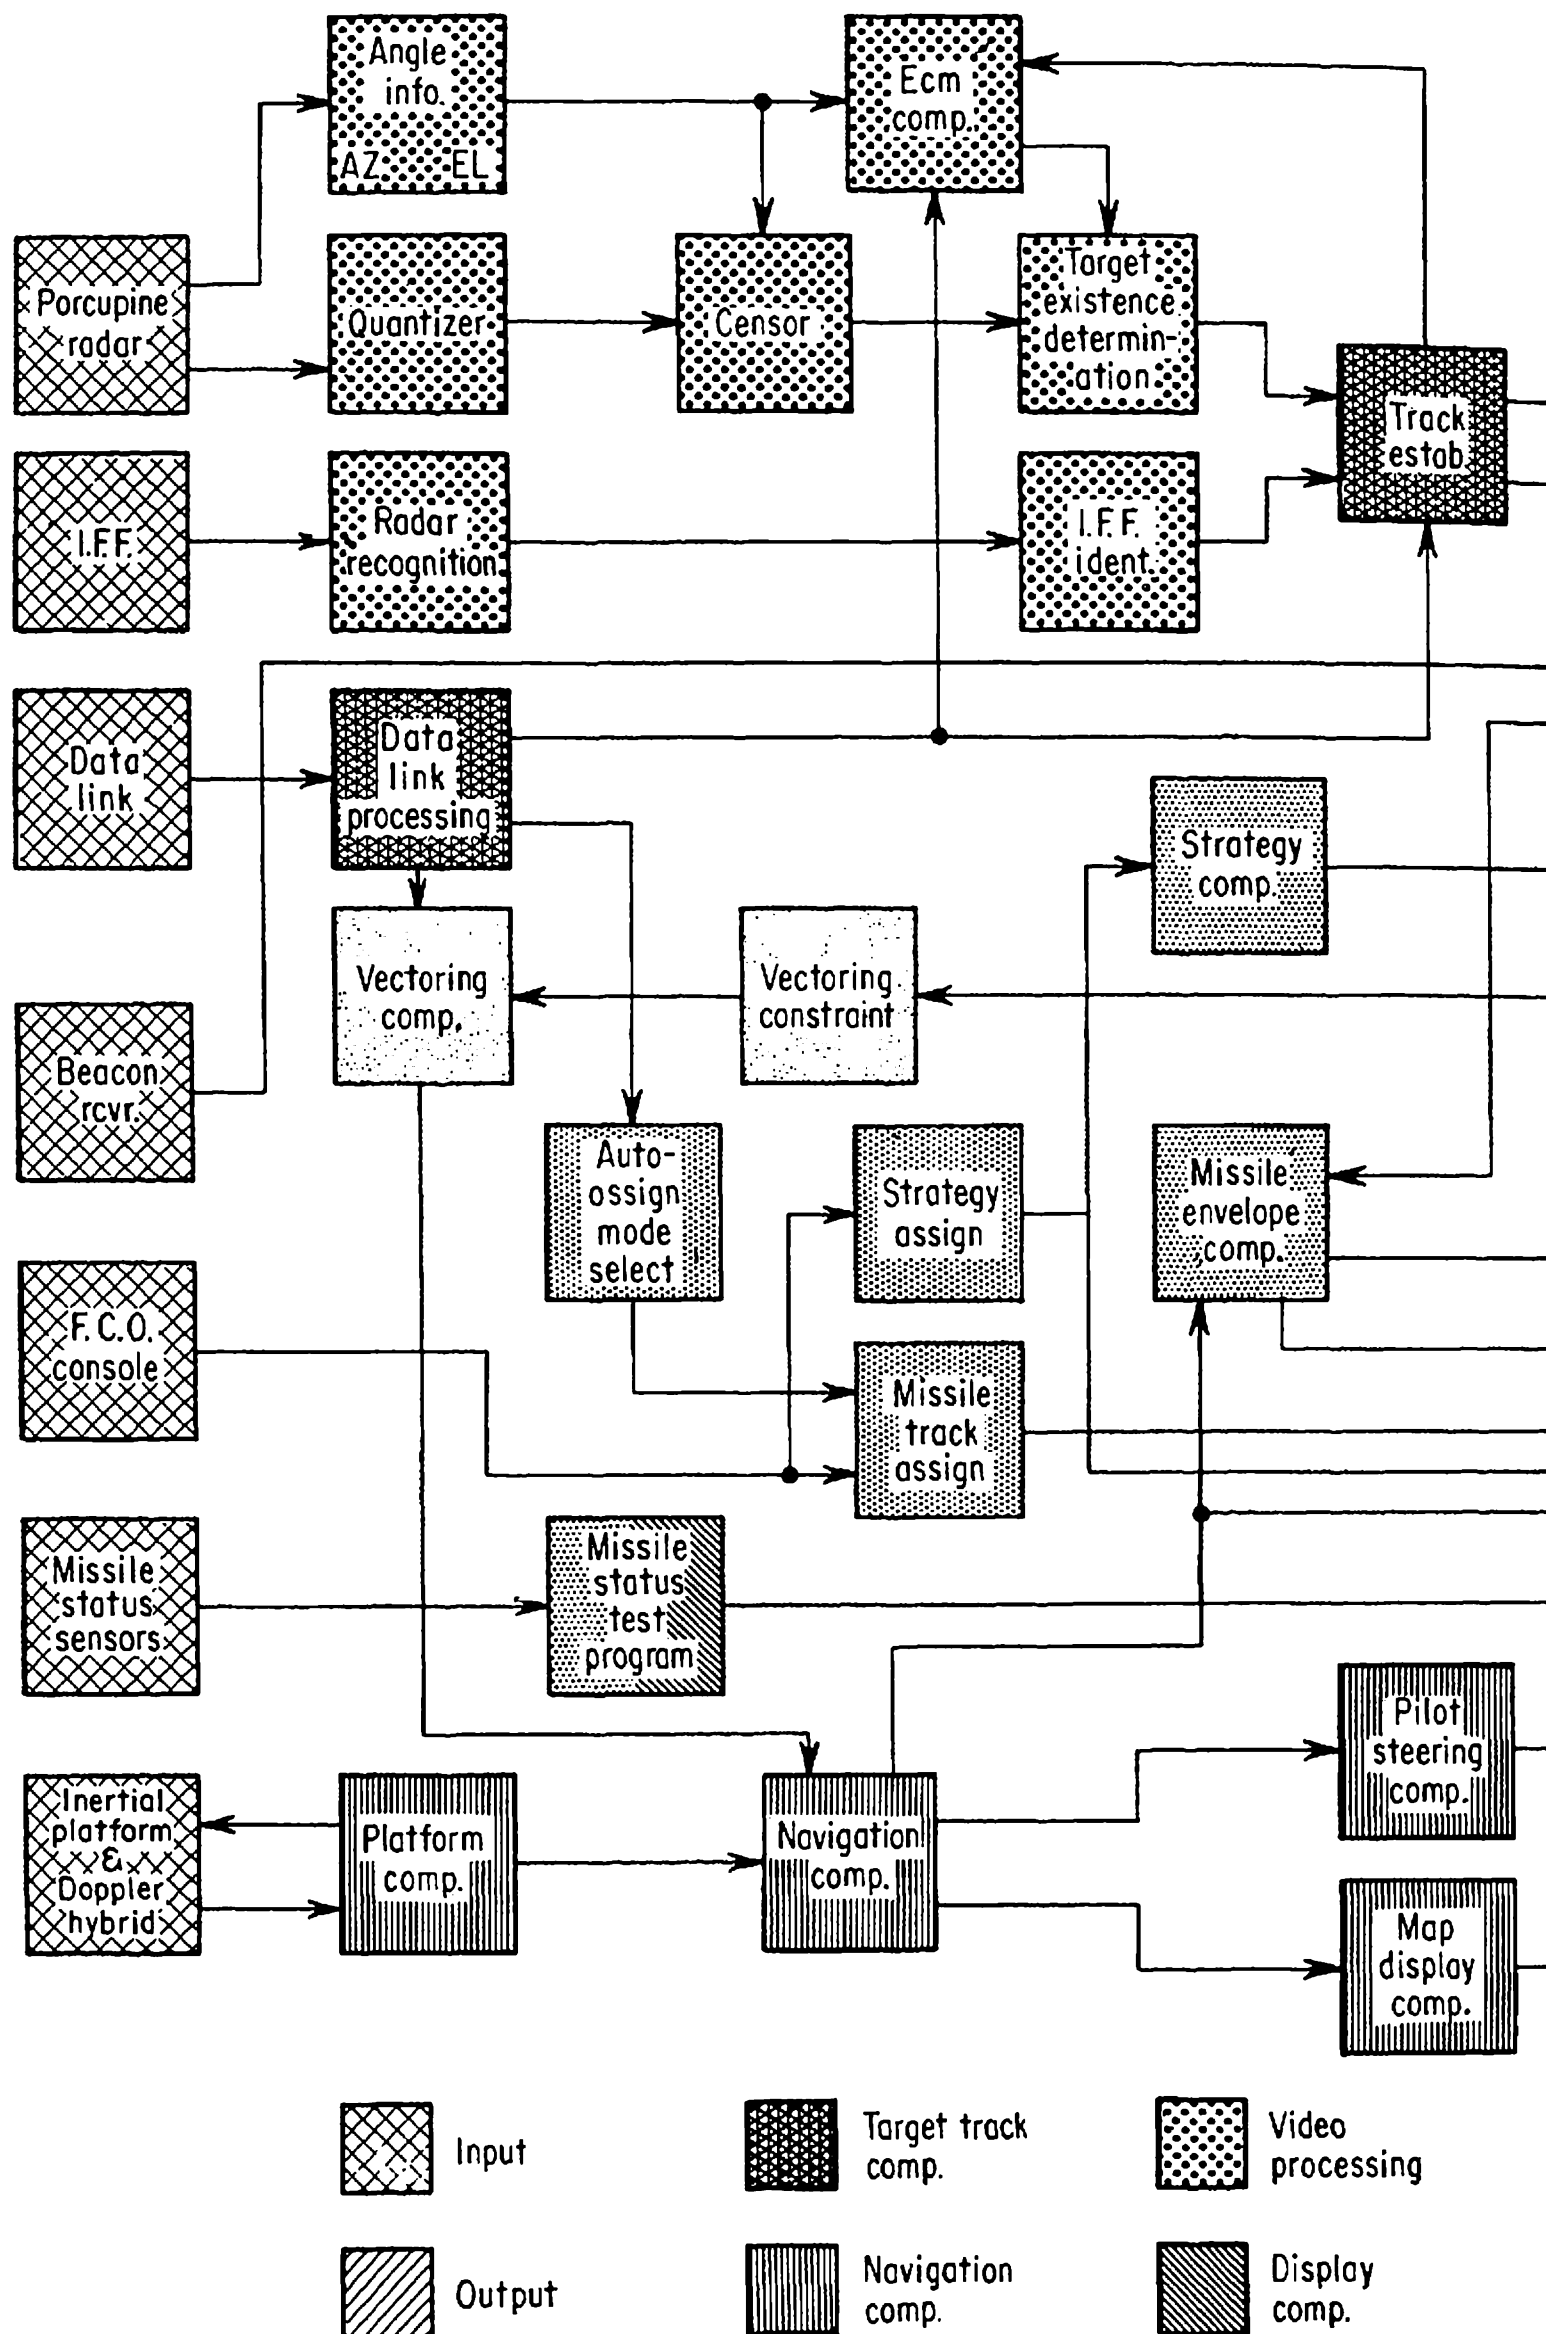 Angle
info.
AZ EL
Ecm
comp.
Porcupine
radar
Quantizer
Censor
Target
existence
determin-
ation
Track
estab.
I.F.F.
Radar
recognition
I.F.F.
ident.
Data
link
Data
link
processing
Strategy
comp.
Vectoring
comp.
Vectoring
constraint
Beacon
rcvr.
Auto-
ossign
mode
select
Strategy
assign
Missile
envelope
comp.
F.C.O.
console
Missile
track
assign
Missile
status
sensors
Missile
status
test
program
Pilot
steering
comp.
Inertial
platform
&
Doppler
hybrid
Platform
comp.
Navigation
comp.
Map
display
comp.
Input
Target track
comp.
Video
processing
Output
Navigation
comp.
Display
comp.